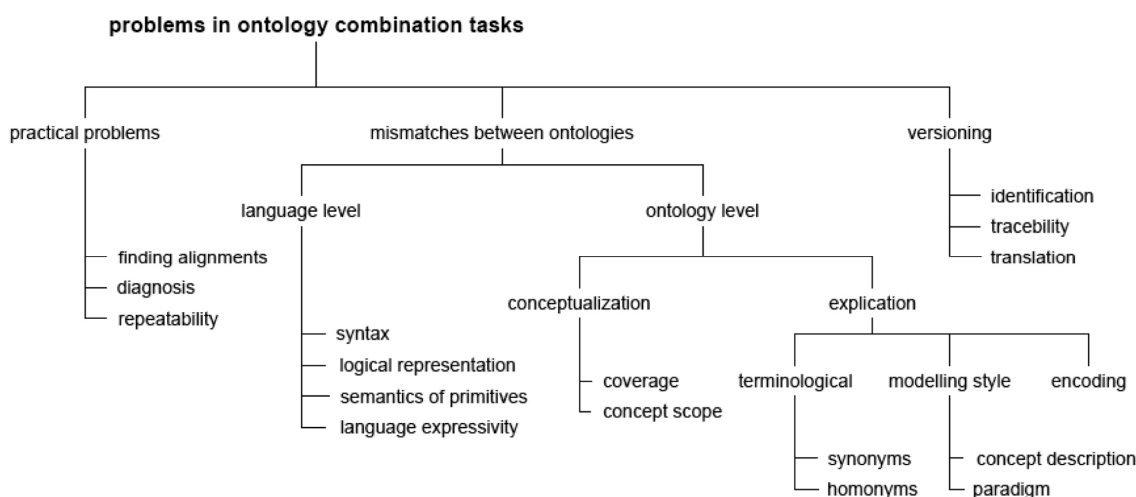 problems in ontology combination tasks
practical problems
mismatches between ontologies
versioning
language level
ontology level
identification
tracebility
translation
finding alignments
diagnosis
repeatability
conceptualization
explication
syntax
logical representation
semantics of primitives
language expressivity
coverage
concept scope
terminological
modelling style
encoding
synonyms
homonyms
concept description
paradigm